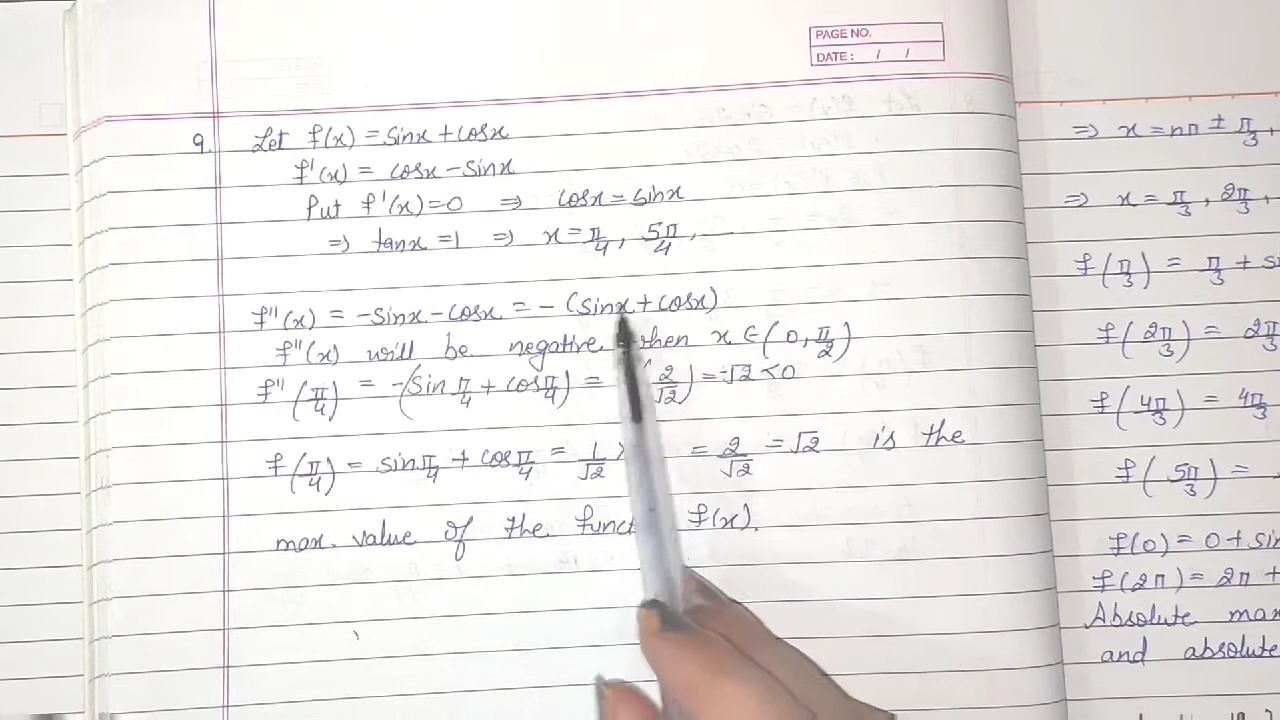 PAGE NO.
DATE: / /
9. Let f(x) = sinx + cosx
f'(x) = cosx - sinx
Put f'(x) = 0 ⇒ cosx = sinx
⇒ tanx = 1 ⇒ x = π/4, 5π/4, —
f''(x) = -sinx - cosx = - (sinx + cosx)
f''(x) will be negative when x ∈ (0, π/2)
f''(π/4) = -(sin π/4 + cos π/4) = 2/√2) = -√2 < 0
f(π/4) = sin π/4 + cos π/4 = 1/√2 = 2/√2 = √2 is the
max. value of the f(x).
⇒ x = nπ ± π/3,
⇒ x = π/3, 2π/3,
f(π/3) = π/3 +
f(2π/3) = 2π/3
f(4π/3) = 4π/3
f(5π/3) =
f(0) = 0 +
f(2π) = 2π +
Absolute
and absolute